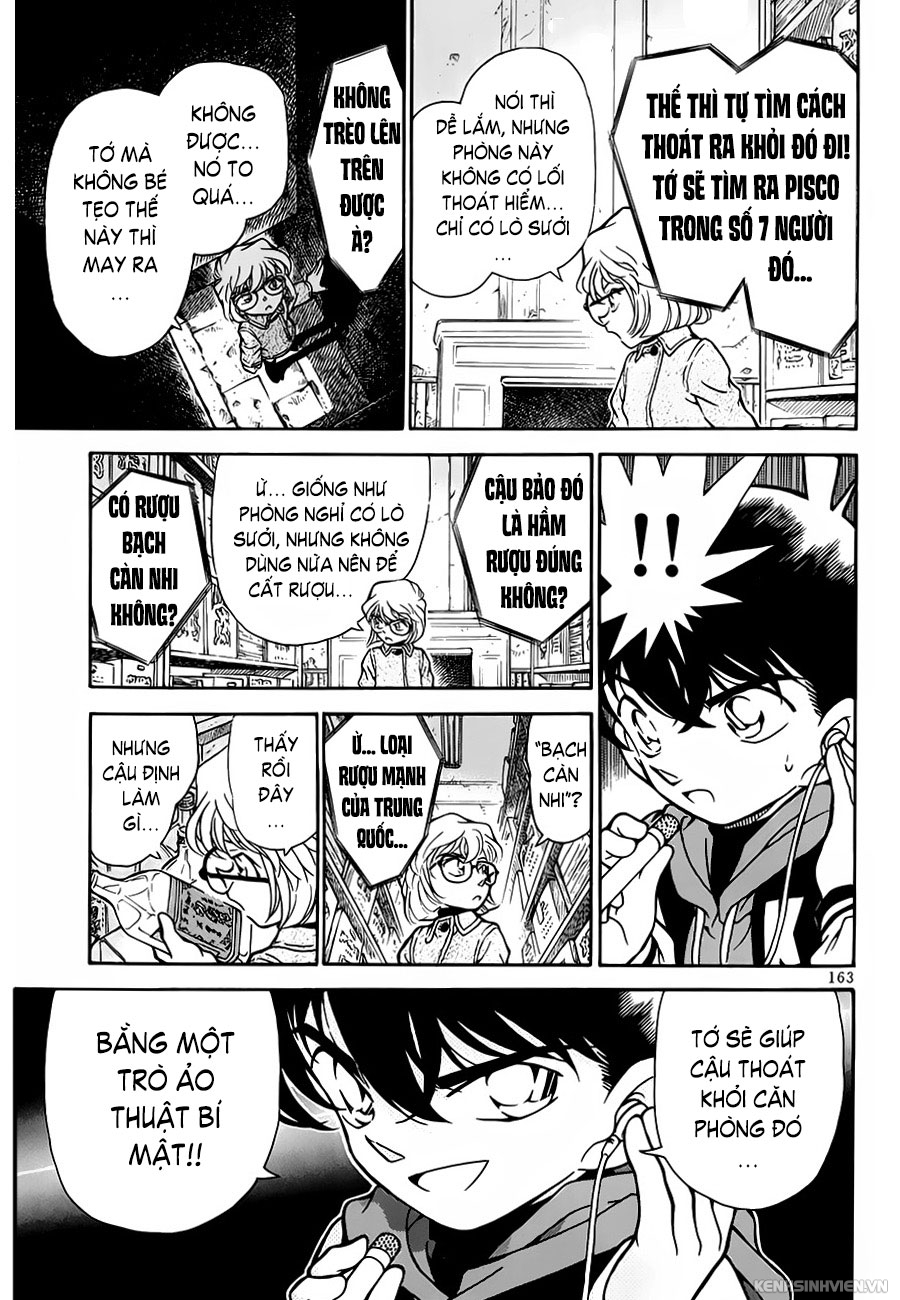 THẾ THÌ TỰ TÌM CÁCH
THOÁT RA KHỎI ĐÓ ĐI!
TỚ SẼ TÌM RA PISCO
TRONG SỐ 7 NGƯỜI
ĐÓ...
NÓI THÌ
DỄ LẮM, NHƯNG
PHÒNG NÀY
KHÔNG CÓ LỐI
THOÁT HIỂM...
CHỈ CÓ LÒ SƯỞI
...
KHÔNG
TRÈO LÊN
TRÊN
ĐƯỢC
À?
KHÔNG
ĐƯỢC...
NÓ TO
QUÁ...
TỚ MÀ
KHÔNG BÉ
TẸO THẾ
NÀY THÌ
MAY RA
...
!!
CẬU BẢO ĐÓ
LÀ HẦM
RƯỢU ĐÚNG
KHÔNG?
Ừ... GIỐNG NHƯ
PHÒNG NGHỈ CÓ LÒ
SƯỞI, NHƯNG KHÔNG
DÙNG NỮA NÊN ĐỂ
CẤT RƯỢU...
CÓ RƯỢU
BẠCH
CÀN NHI
KHÔNG?
"BẠCH
CÀN
NHI"?
Ừ... LOẠI
RƯỢU MẠNH
CỦA TRUNG
QUỐC...
THẤY
RỒI
ĐÂY
...
NHƯNG
CẬU ĐỊNH
LÀM
GÌ...
163
TỚ SẼ GIÚP
CẬU THOÁT
KHỎI CĂN
PHÒNG ĐÓ
...
BẰNG MỘT
TRÒ ẢO
THUẬT BÍ
MẬT!!
KENHSINHVIEN.VN